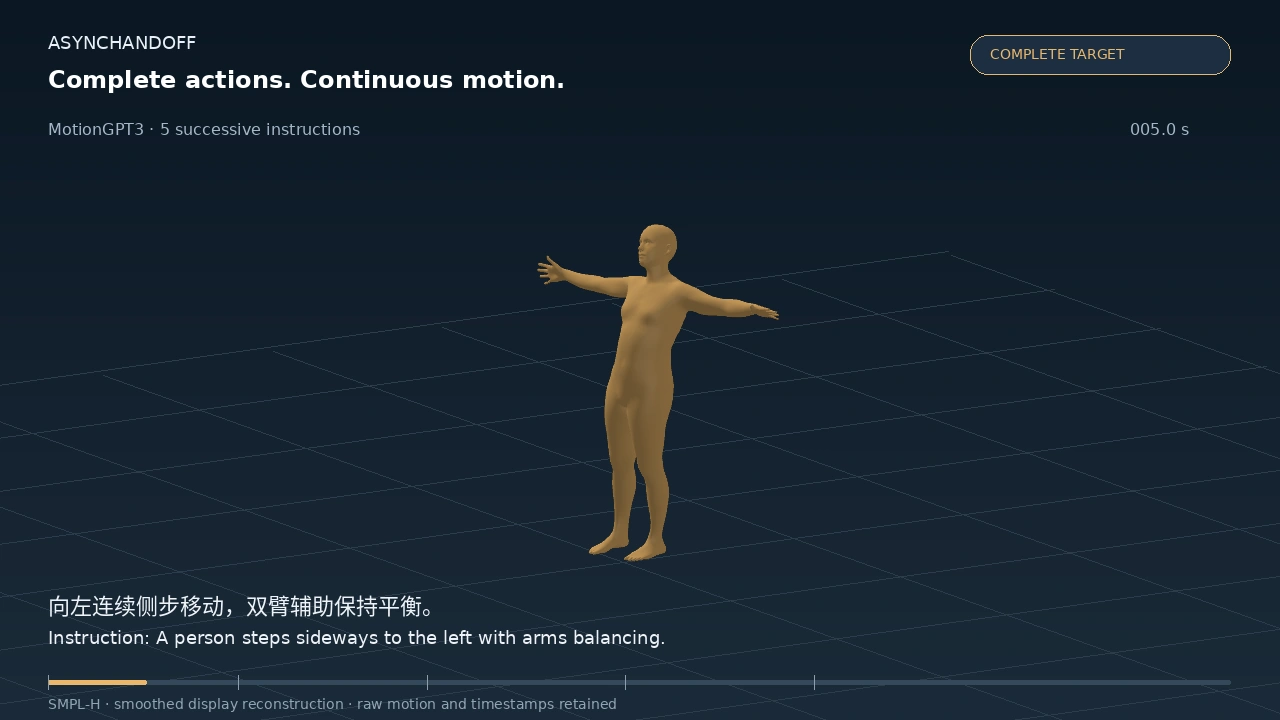 ASYNCHANDOFF
COMPLETE TARGET
Complete actions. Continuous motion.
MotionGPT3 · 5 successive instructions
005.0 s
向左连续侧步移动，双臂辅助保持平衡。
Instruction: A person steps sideways to the left with arms balancing.
SMPL-H · smoothed display reconstruction · raw motion and timestamps retained